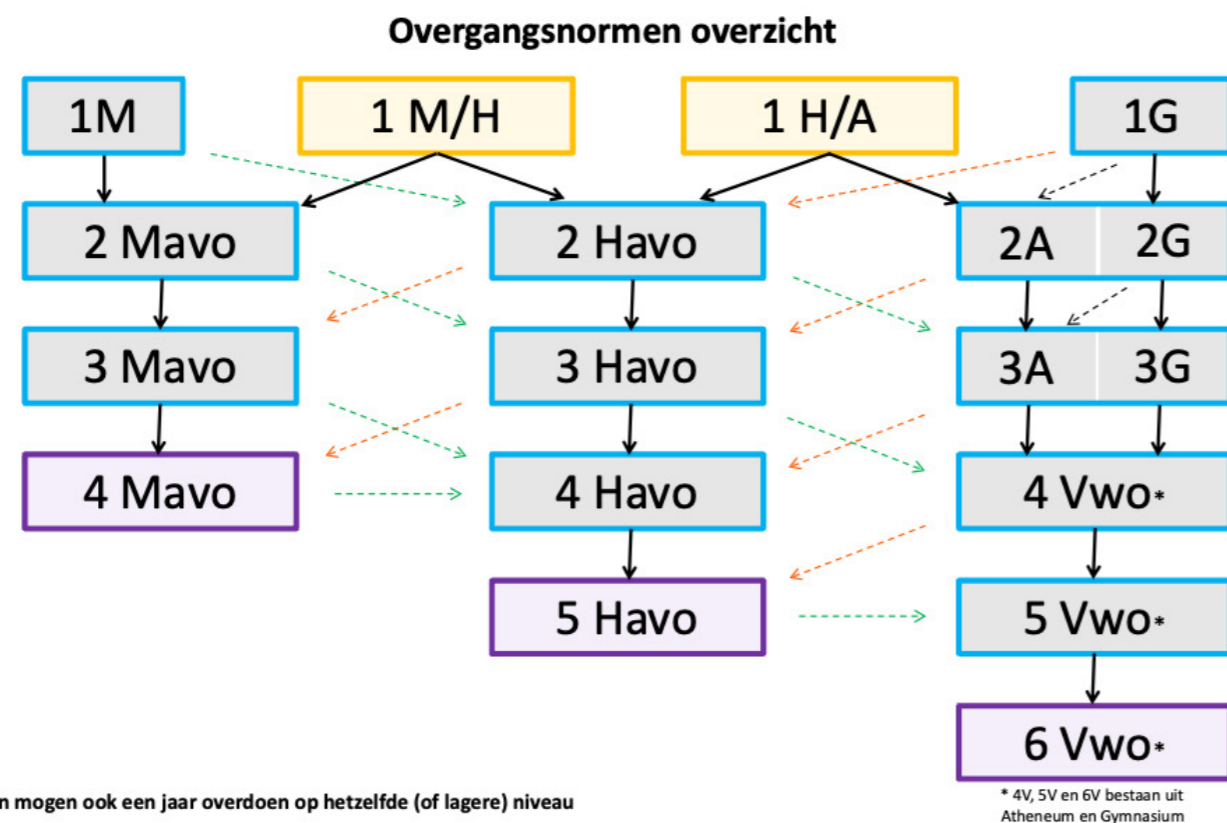 Overgangsnormen overzicht
1M
1 M/H
1 H/A
1G
2 Mavo
2 Havo
2A
2G
3 Mavo
3 Havo
3A
3G
4 Mavo
4 Havo
4 Vwo*
5 Havo
5 Vwo*
6 Vwo*
n mogen ook een jaar overdoen op hetzelfde (of lagere) niveau
* 4V, 5V en 6V bestaan uit
Atheneum en Gymnasium